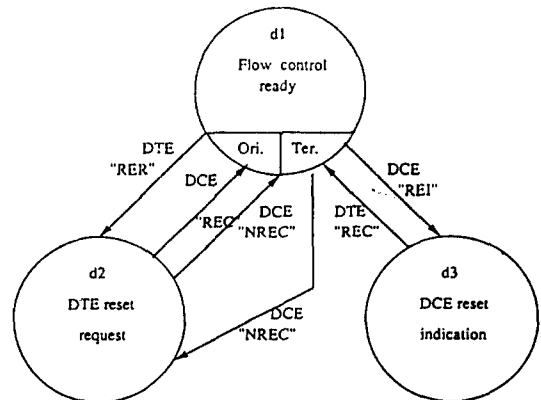 d1
Flow control
ready
Ori.
Ter.
DTE
"RER"
DCE
"REC"
DCE
"NREC"
DTE
"REC"
DCE
"REI"
d2
DTE reset
request
DCE
"NREC"
d3
DCE reset
indication